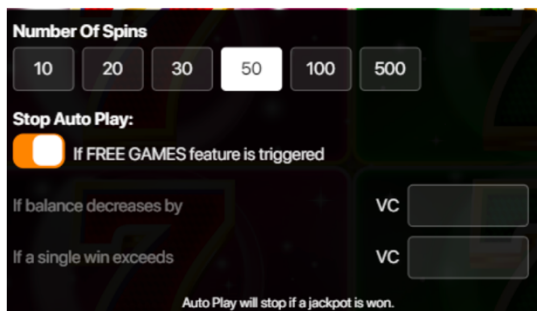 Number Of Spins
10 20 30 50 100 500
Stop Auto Play:
If FREE GAMES feature is triggered
If balance decreases by VC
If a single win exceeds VC
Auto Play will stop if a jackpot is won.